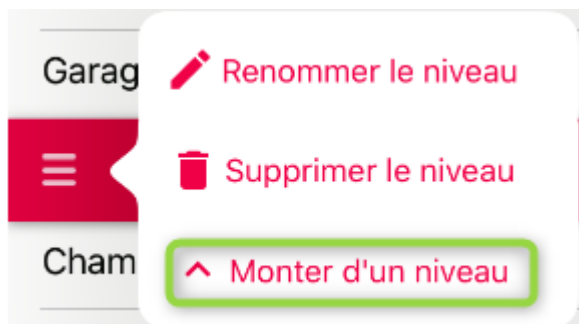 Garag
Renommer le niveau
Supprimer le niveau
Cham
Monter d'un niveau